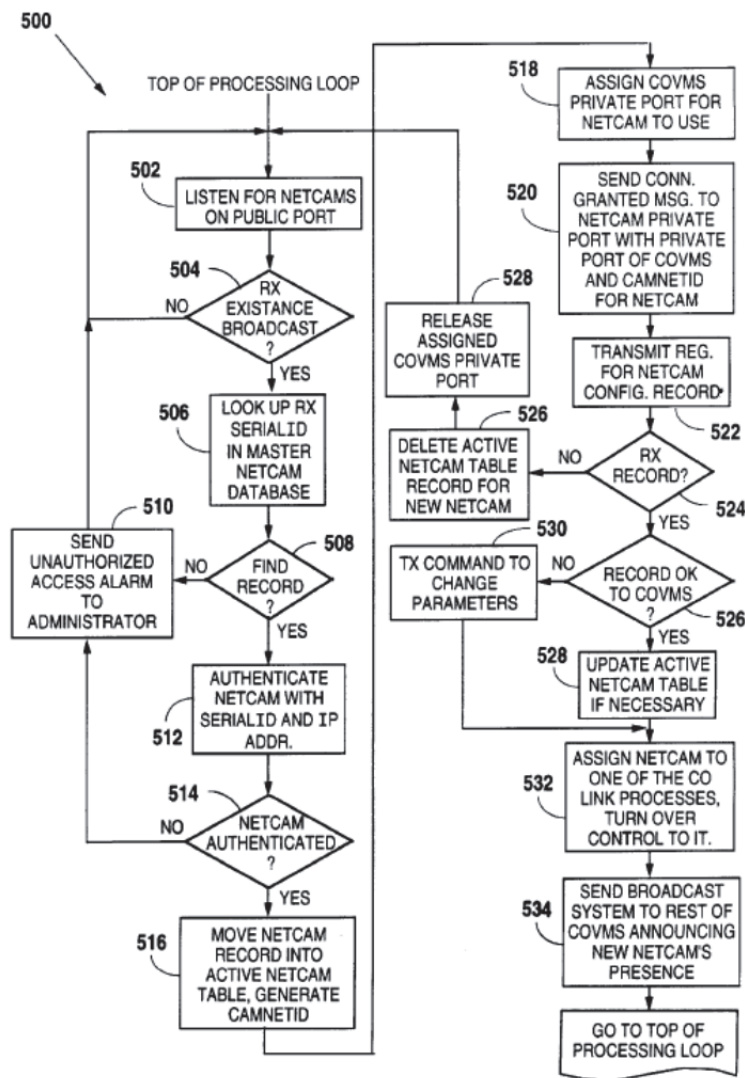 500
TOP OF PROCESSING LOOP
502
LISTEN FOR NETCAMS
ON PUBLIC PORT
504
RX
EXISTANCE
BROADCAST
?
NO
YES
506
LOOK UP RX
SERIALID
IN MASTER
NETCAM
DATABASE
508
FIND
RECORD
?
NO
YES
510
SEND
UNAUTHORIZED
ACCESS ALARM
TO
ADMINISTRATOR
AUTHENTICATE
NETCAM WITH
SERIALID AND IP
ADDR.
512
514
NETCAM
AUTHENTICATED
?
NO
YES
516
MOVE NETCAM
RECORD INTO
ACTIVE NETCAM
TABLE, GENERATE
CAMNETID
518
ASSIGN COVMS
PRIVATE PORT FOR
NETCAM TO USE
520
SEND CONN.
GRANTED MSG. TO
NETCAM PRIVATE
PORT WITH PRIVATE
PORT OF COVMS
AND CAMNETID
FOR NETCAM
TRANSMIT REG.
FOR NETCAM
CONFIG. RECORD*
522
RX
RECORD?
524
NO
YES
526
DELETE ACTIVE
NETCAM TABLE
RECORD FOR
NEW NETCAM
528
RELEASE
ASSIGNED
COVMS PRIVATE
PORT
RECORD OK
TO COVMS
?
526
NO
YES
530
TX COMMAND TO
CHANGE
PARAMETERS
528
UPDATE ACTIVE
NETCAM TABLE
IF NECESSARY
532
ASSIGN NETCAM TO
ONE OF THE CO
LINK PROCESSES,
TURN OVER
CONTROL TO IT.
534
SEND BROADCAST
SYSTEM TO REST OF
COVMS ANNOUNCING
NEW NETCAM'S
PRESENCE
GO TO TOP OF
PROCESSING LOOP